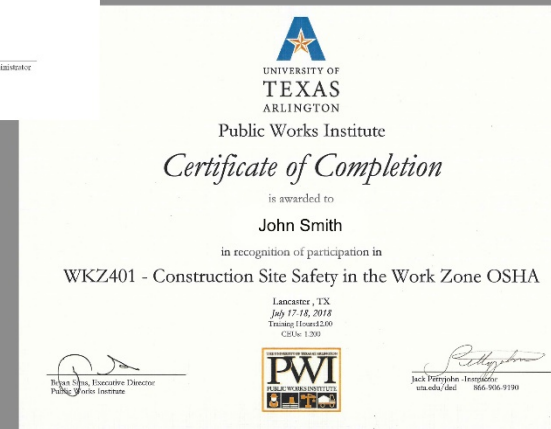 inistrator
UNIVERSITY OF
TEXAS
ARLINGTON
Public Works Institute
Certificate of Completion
is awarded to
John Smith
in recognition of participation in
WKZ401 - Construction Site Safety in the Work Zone OSHA
Lancaster , TX
July 17-18, 2018
Training Hours12.00
CEUs: 1.200
PWI
PUBLIC WORKS INSTITUTE
Bryan Sims, Executive Director
Public Works Institute
Jack Pettyjohn -Instructor
uta.edu/ded 866-906-9190